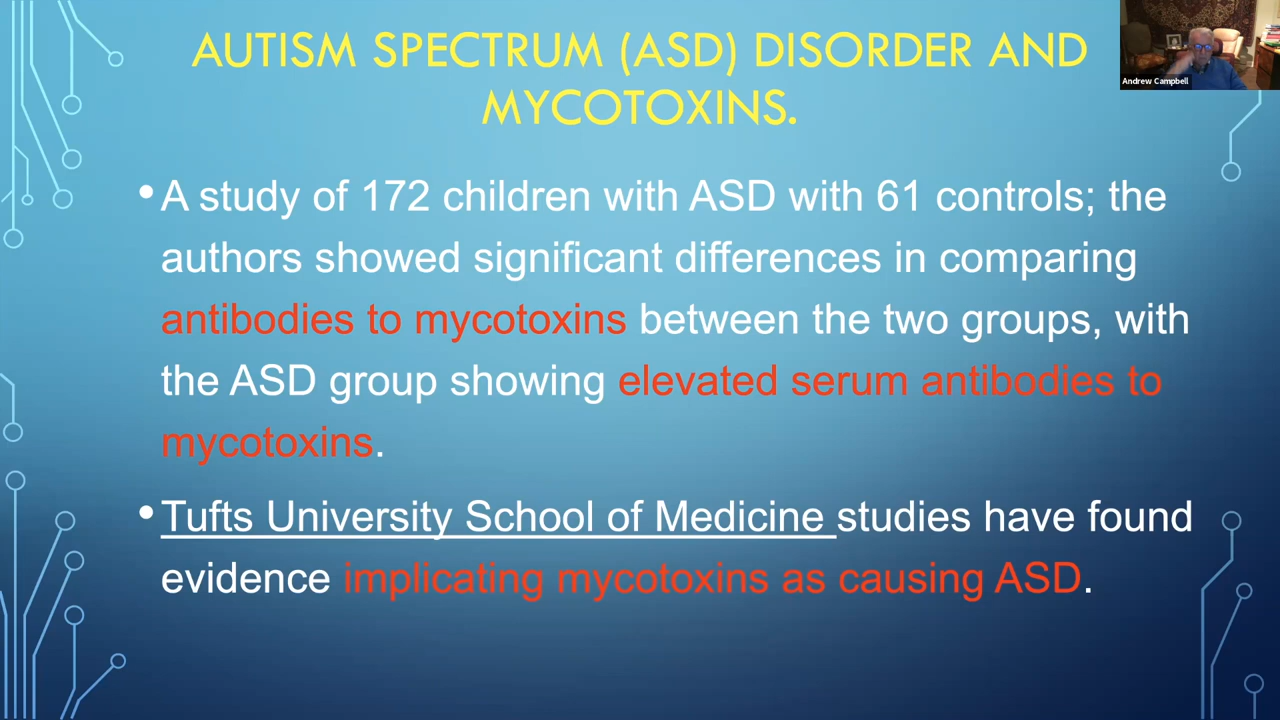 AUTISM SPECTRUM (ASD) DISORDER AND
MYCOTOXINS.
Andrew Campbell
•A study of 172 children with ASD with 61 controls; the
authors showed significant differences in comparing
antibodies to mycotoxins between the two groups, with
the ASD group showing elevated serum antibodies to
mycotoxins.
•Tufts University School of Medicine studies have found
evidence implicating mycotoxins as causing ASD.